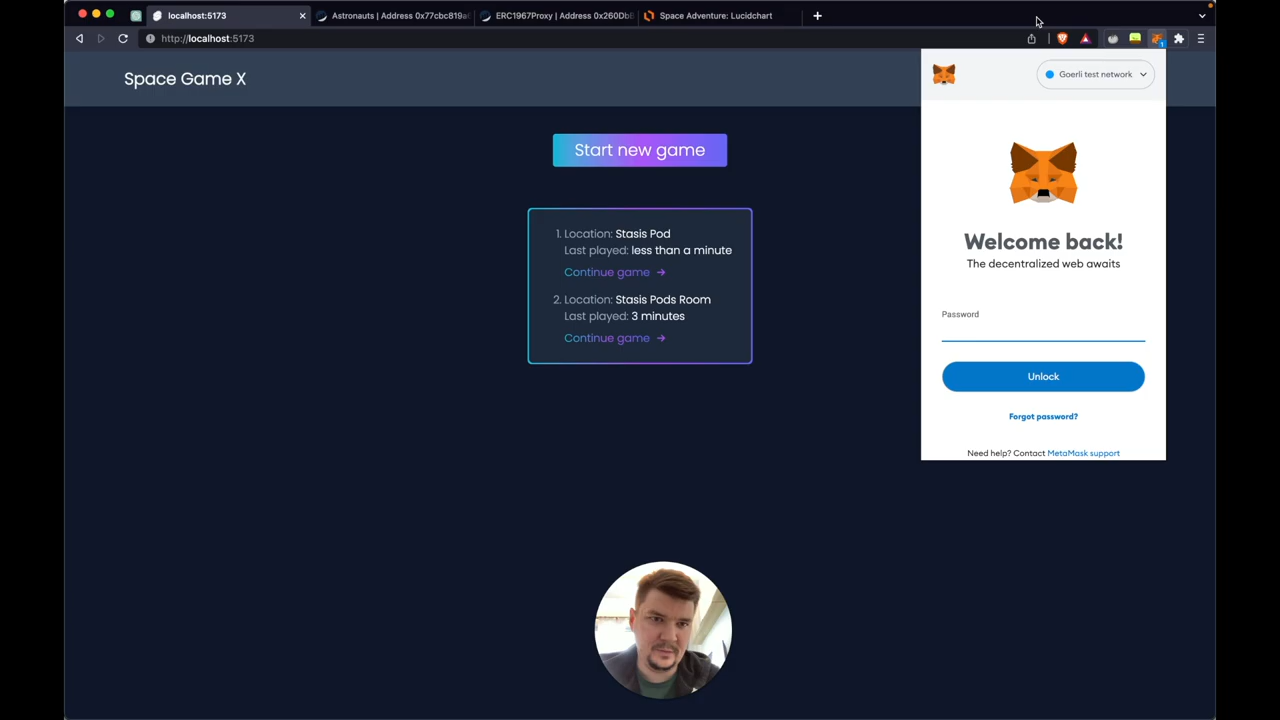 localhost:5173
Astronauts | Address 0x77cbc819a
ERC1967Proxy | Address 0x260DbB
Space Adventure: Lucidchart
http://localhost:5173
Space Game X
Goerli test network
Start new game
1. Location: Stasis Pod
Last played: less than a minute
Continue game →
2. Location: Stasis Pods Room
Last played: 3 minutes
Continue game →
Welcome back!
The decentralized web awaits
Password
Unlock
Forgot password?
Need help? Contact MetaMask support